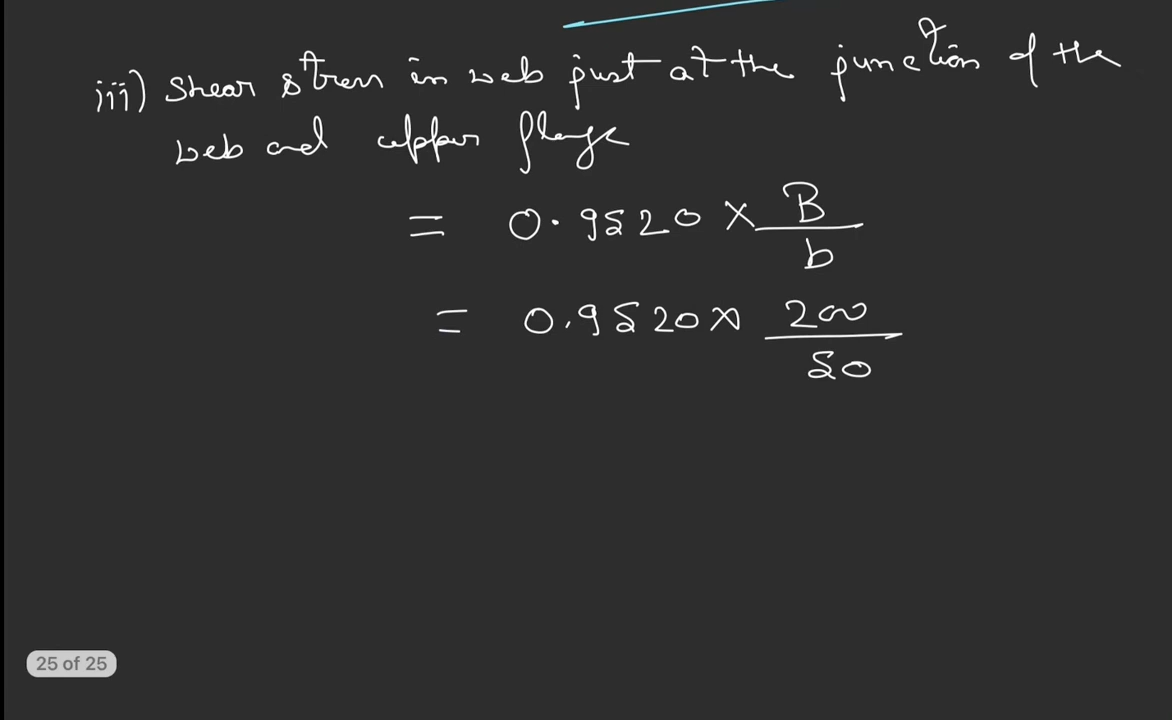 iii) Shear stress in web just at the junction of the
web and upper flange
= 0.9520 × B/b
= 0.9520 × 200/50
25 of 25